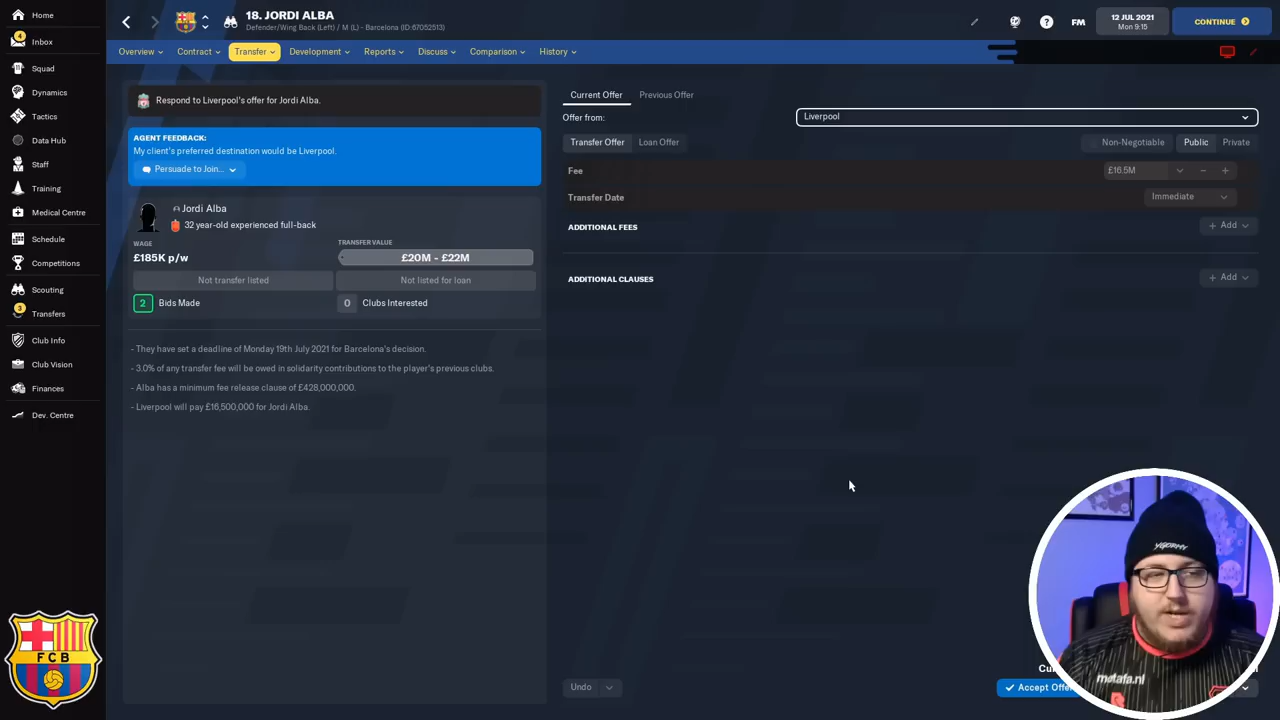 Home
4
Inbox
Squad
Dynamics
Tactics
Data Hub
Staff
Training
Medical Centre
Schedule
Competitions
Scouting
3
Transfers
Club Info
Club Vision
Finances
Dev. Centre
FCB
18. JORDI ALBA
Defender/Wing Back (Left) / M (L) - Barcelona (ID:67052513)
?
FM
12 JUL 2021
Mon 9:15
CONTINUE
Overview
Contract
Transfer
Development
Reports
Discuss
Comparison
History
Respond to Liverpool's offer for Jordi Alba.
AGENT FEEDBACK:
My client's preferred destination would be Liverpool.
Persuade to Join...
Jordi Alba
32 year-old experienced full-back
WAGE
£185K p/w
TRANSFER VALUE
£20M - £22M
Not transfer listed
Not listed for loan
2 Bids Made
0 Clubs Interested
- They have set a deadline of Monday 19th July 2021 for Barcelona's decision.
- 3.0% of any transfer fee will be owed in solidarity contributions to the player's previous clubs.
- Alba has a minimum fee release clause of £428,000,000.
- Liverpool will pay £16,500,000 for Jordi Alba.
Current Offer
Previous Offer
Offer from:
Liverpool
Transfer Offer
Loan Offer
Non-Negotiable
Public
Private
Fee
£16.5M
Transfer Date
Immediate
ADDITIONAL FEES
+ Add
ADDITIONAL CLAUSES
+ Add
Undo
Accept Offer
motafa.nl